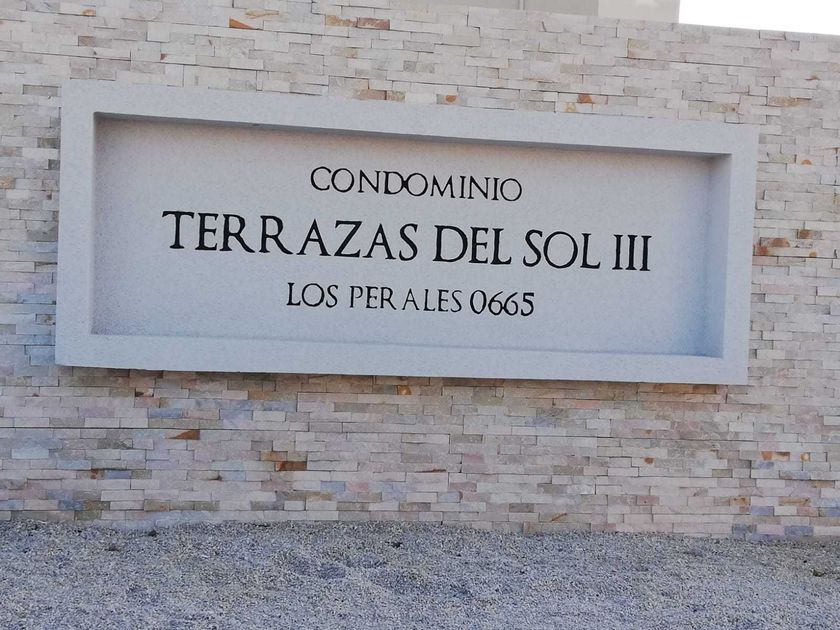 CONDOMINIO
TERRAZAS DEL SOL III
LOS PERALES 0665